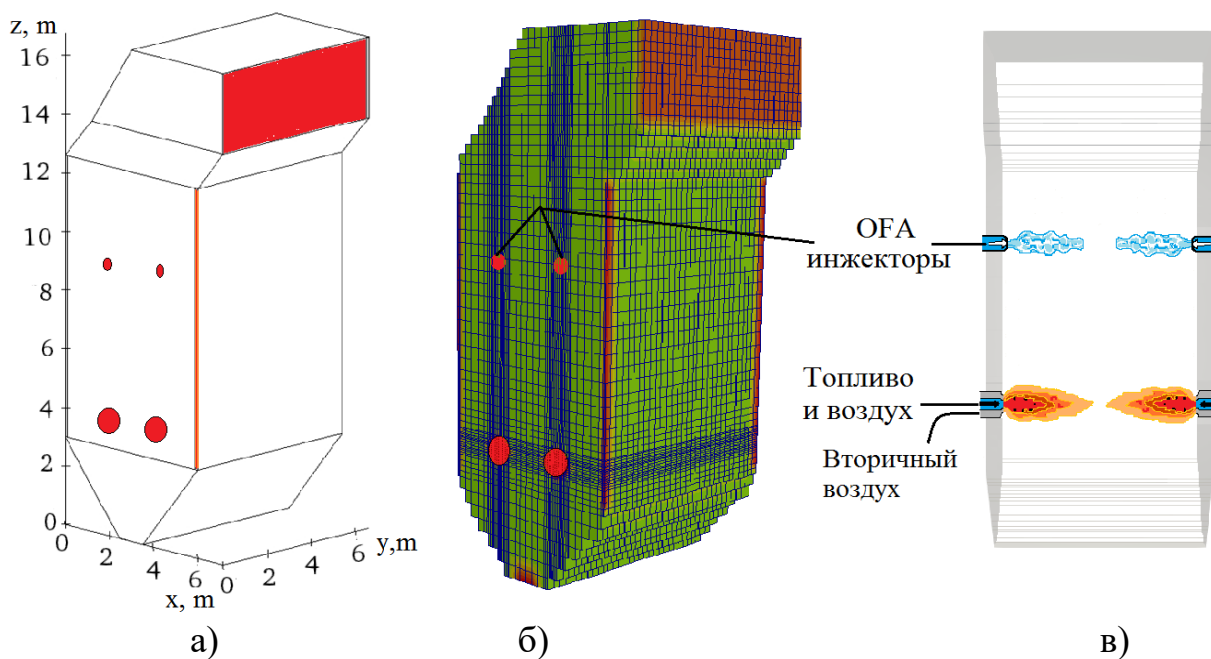 z, m
16
14
12
10
8
6
4
2
0
0
2
4
6
x, m
0
2
4
6
y,m
OFA
инжекторы
Топливо
и воздух
Вторичный
воздух
а)
б)
в)